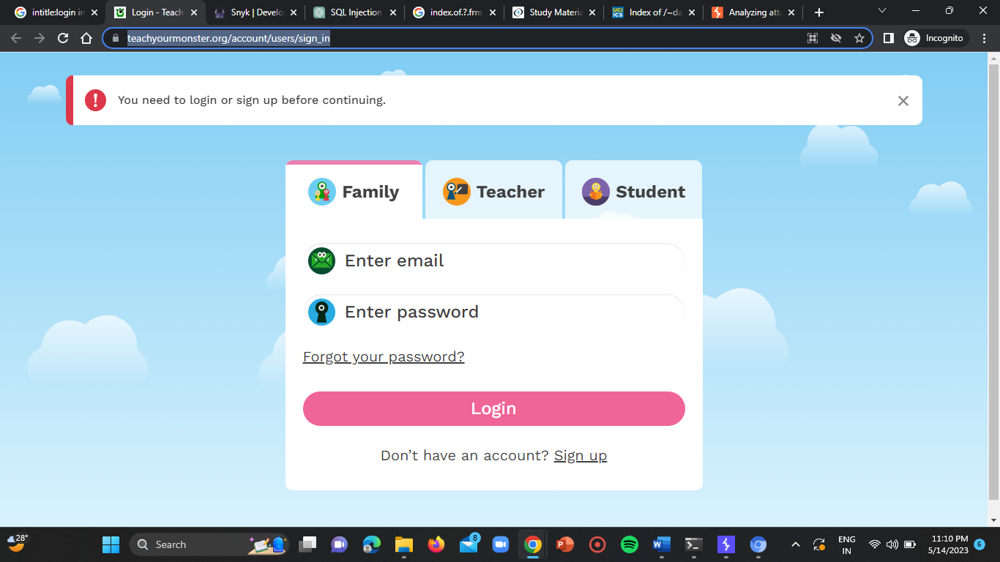 intitle:login in
Login - Teach
Snyk | Develo
SQL Injection
index.of.?.frm
Study Materia
Index of /~da
Analyzing atta
teachyourmonster.org/account/users/sign_in
Incognito
You need to login or sign up before continuing.
Family
Teacher
Student
Enter email
Enter password
Forgot your password?
Login
Don’t have an account? Sign up
28°
Search
8
ENG
IN
11:10 PM
5/14/2023
6